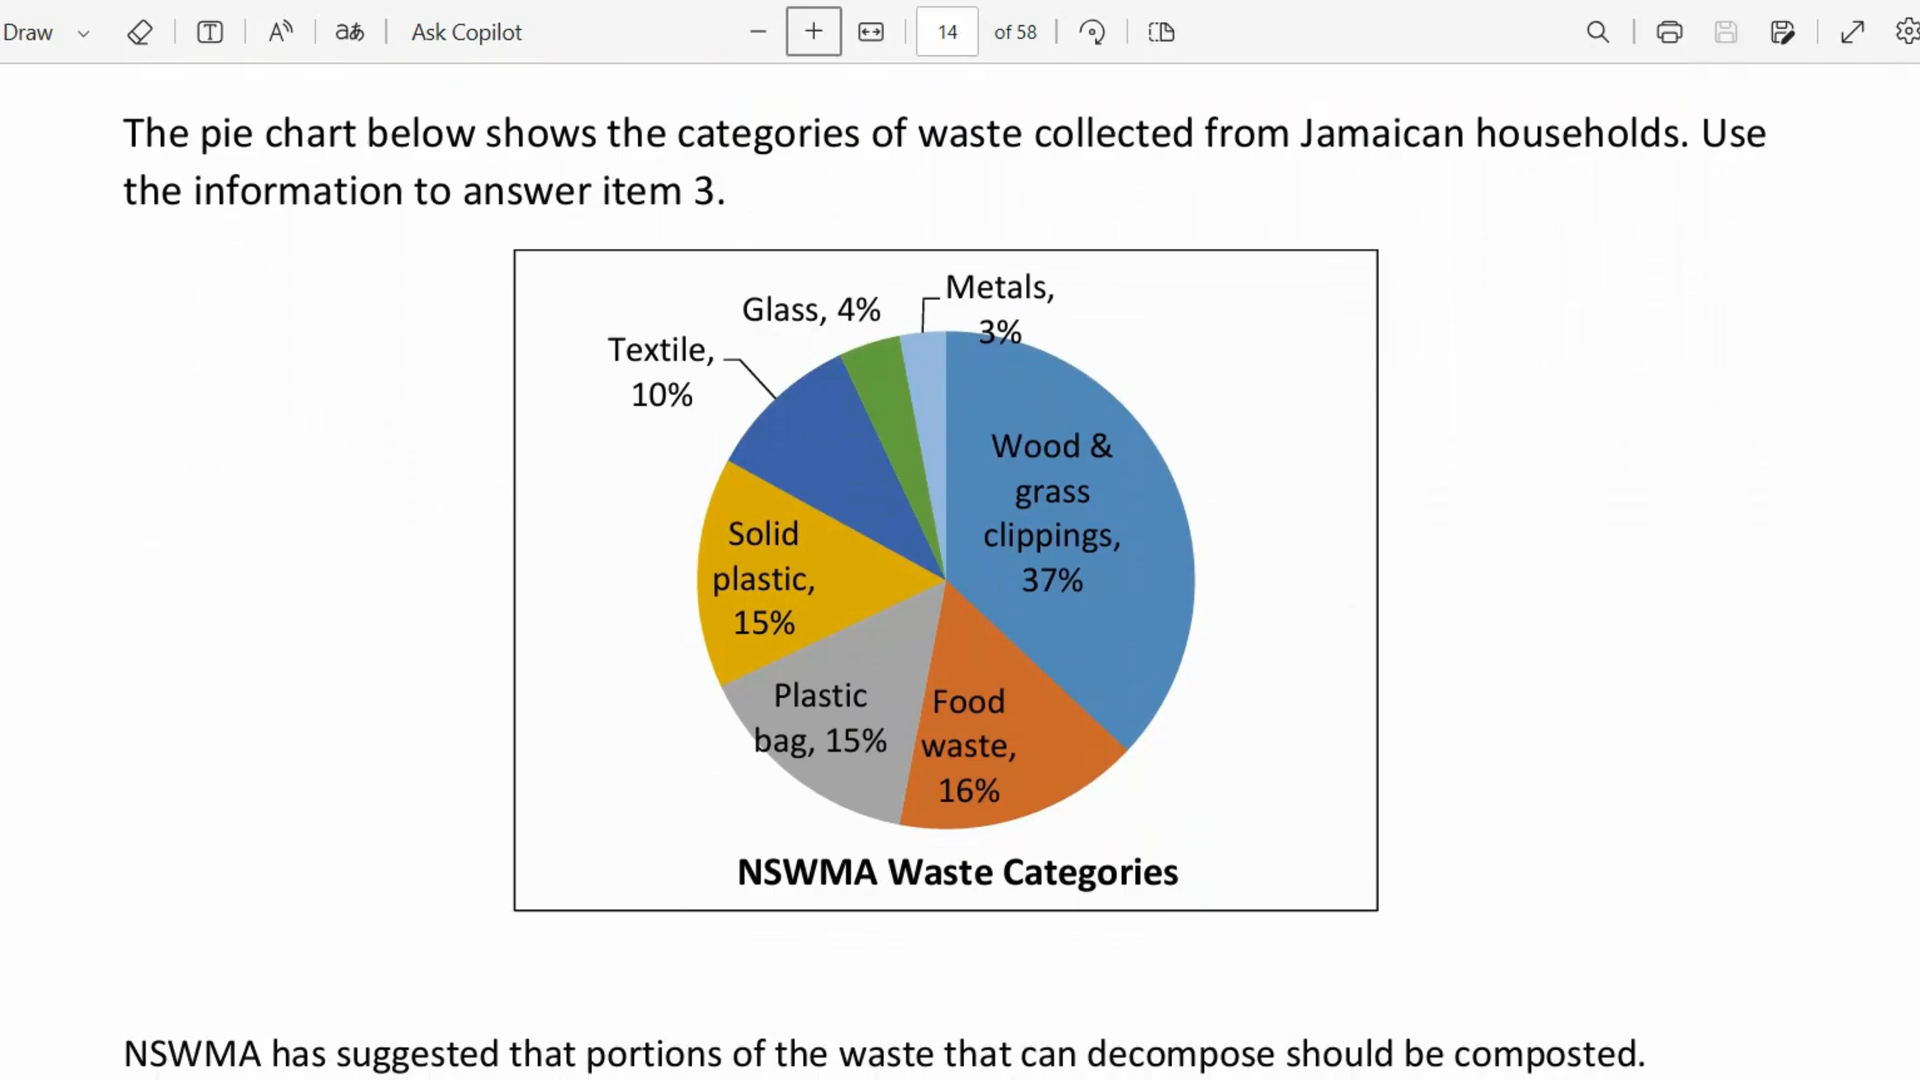 Draw
aあ
Ask Copilot
14
of 58
The pie chart below shows the categories of waste collected from Jamaican households. Use
the information to answer item 3.
Metals,
3%
Glass, 4%
Textile,
10%
Wood &
grass
clippings,
37%
Solid
plastic,
15%
Plastic
bag, 15%
Food
waste,
16%
NSWMA Waste Categories
NSWMA has suggested that portions of the waste that can decompose should be composted.